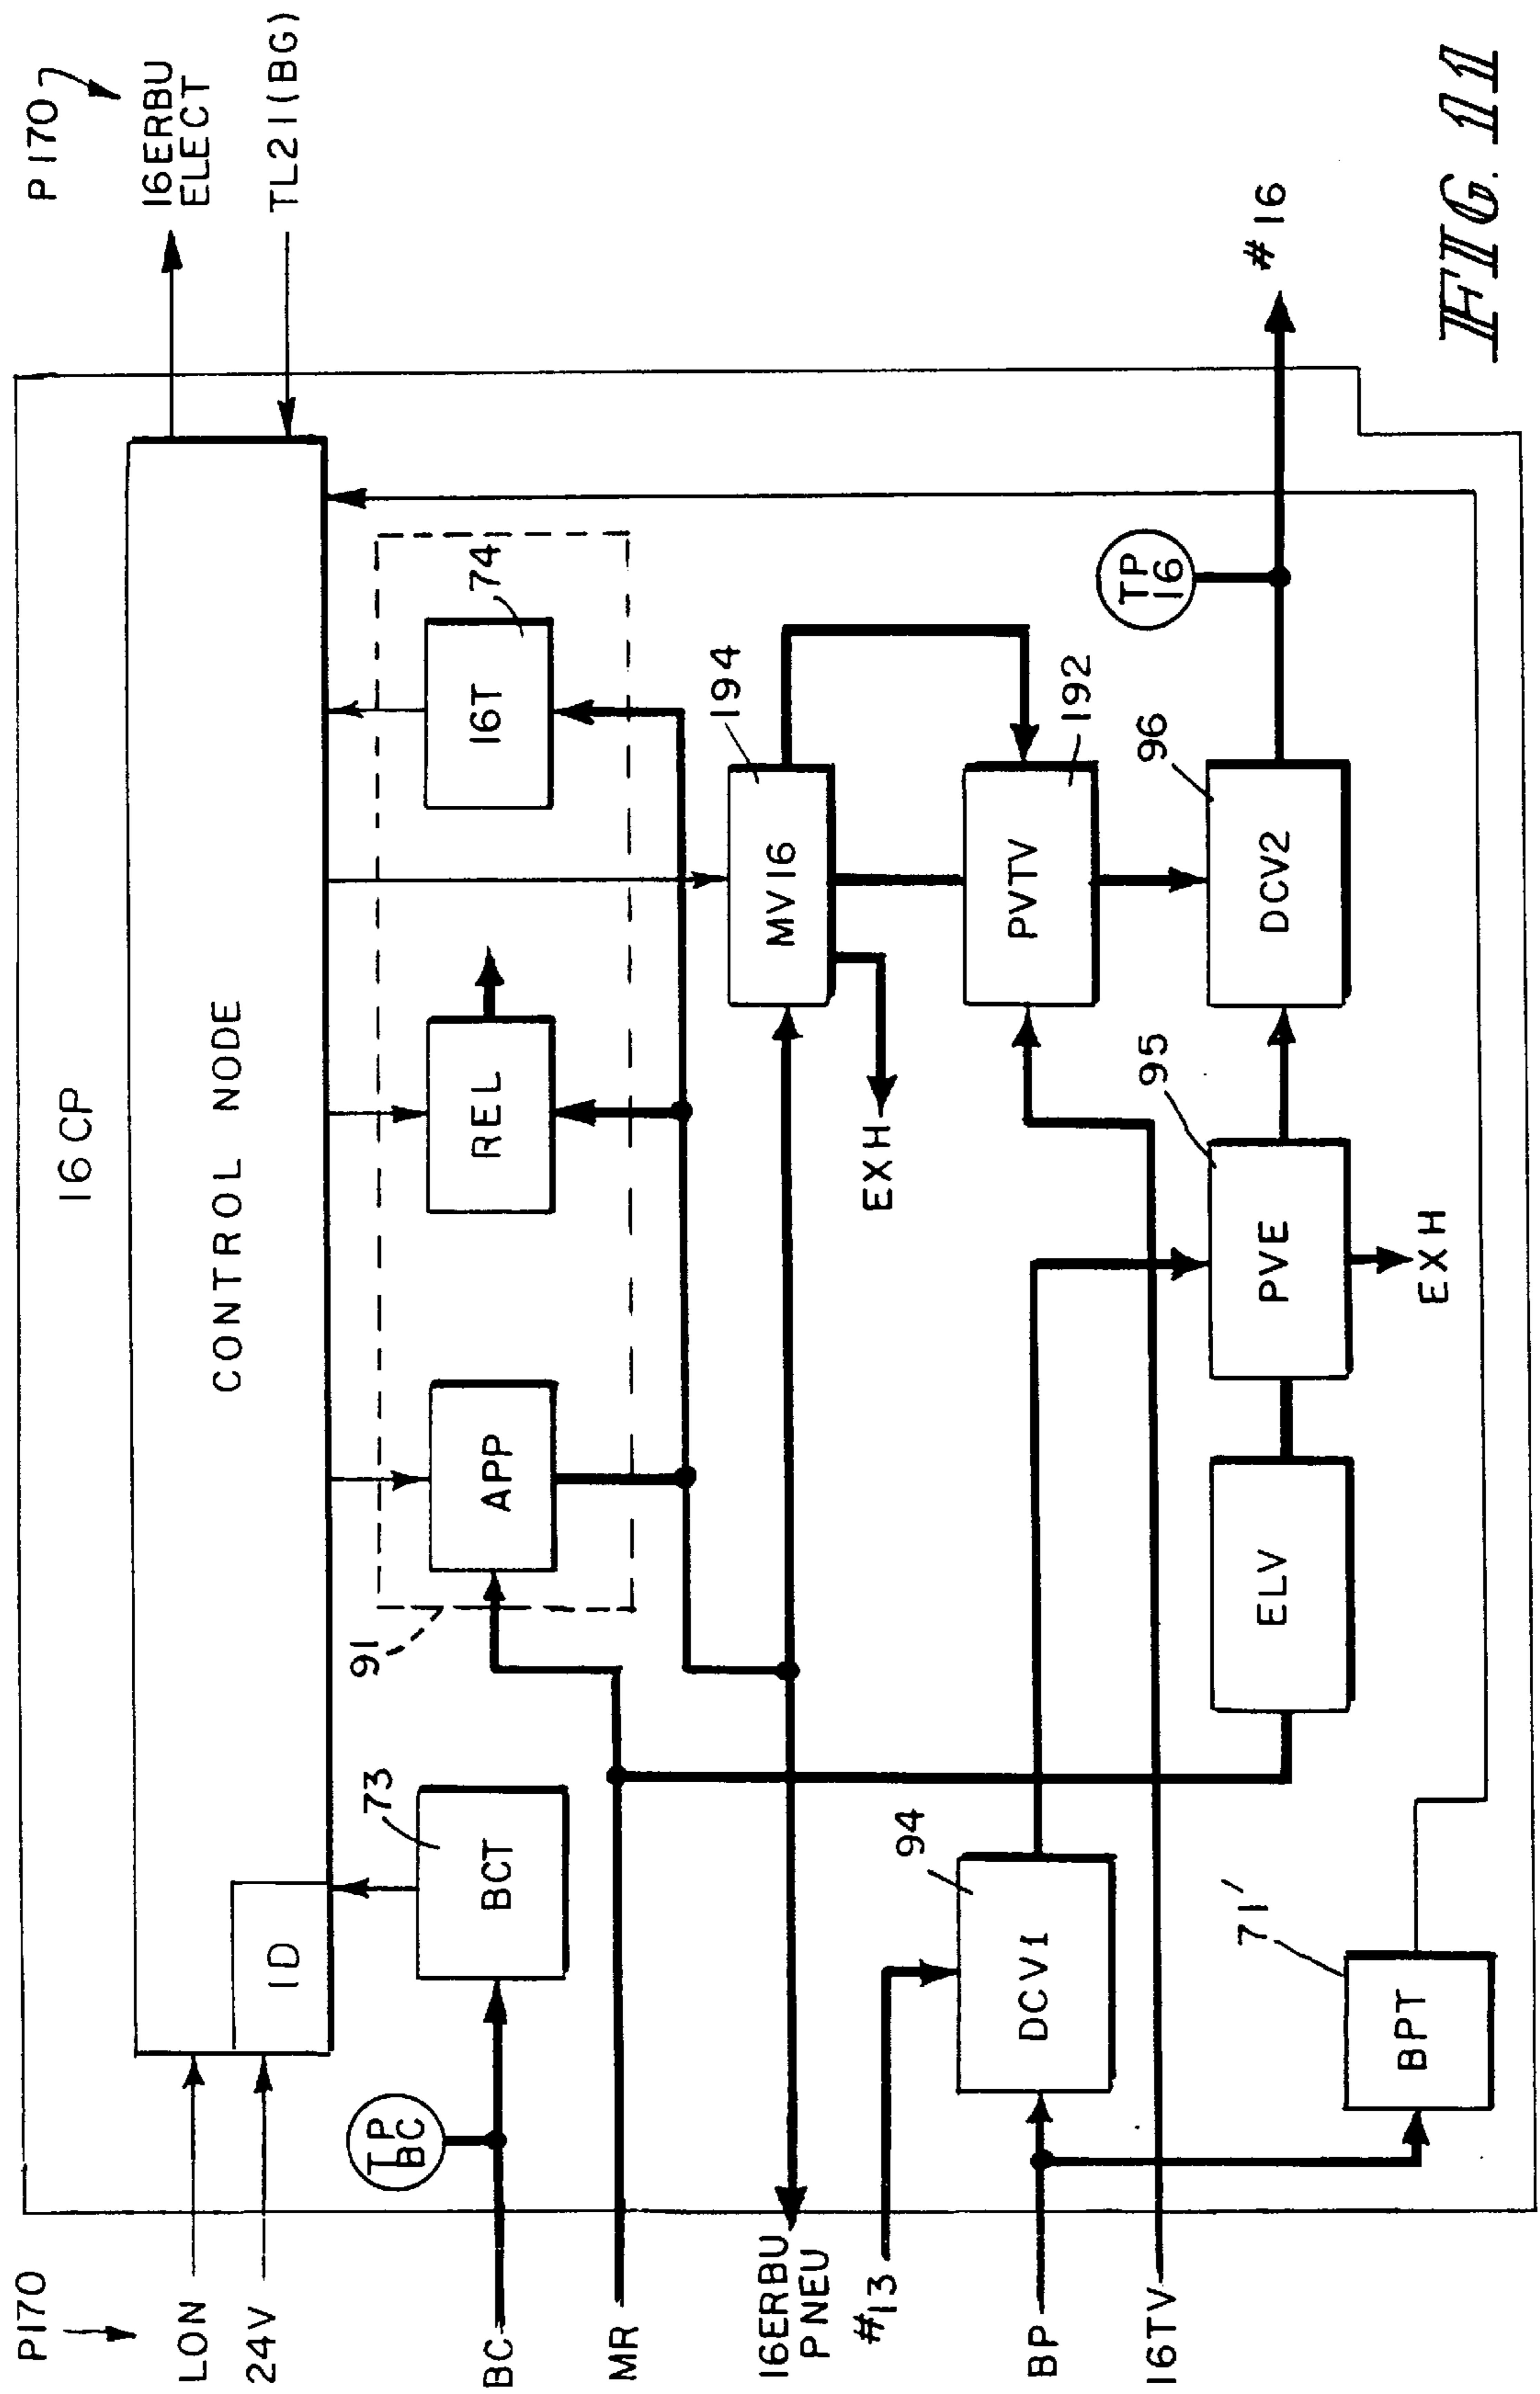 P170
LON
24V
BC
MR
16ERBU
PNEU
#13
BP
16TV
16CP
CONTROL NODE
ID
TP
BC
BCT
73
91
APP
REL
16T
74
MV16
194
EXH
PVTV
192
DCV1
94
ELV
PVE
95
EXH
DCV2
96
TP
16
BPT
71'
P170
16ERBU
ELECT
TL21(BG)
#16
FIG. 11